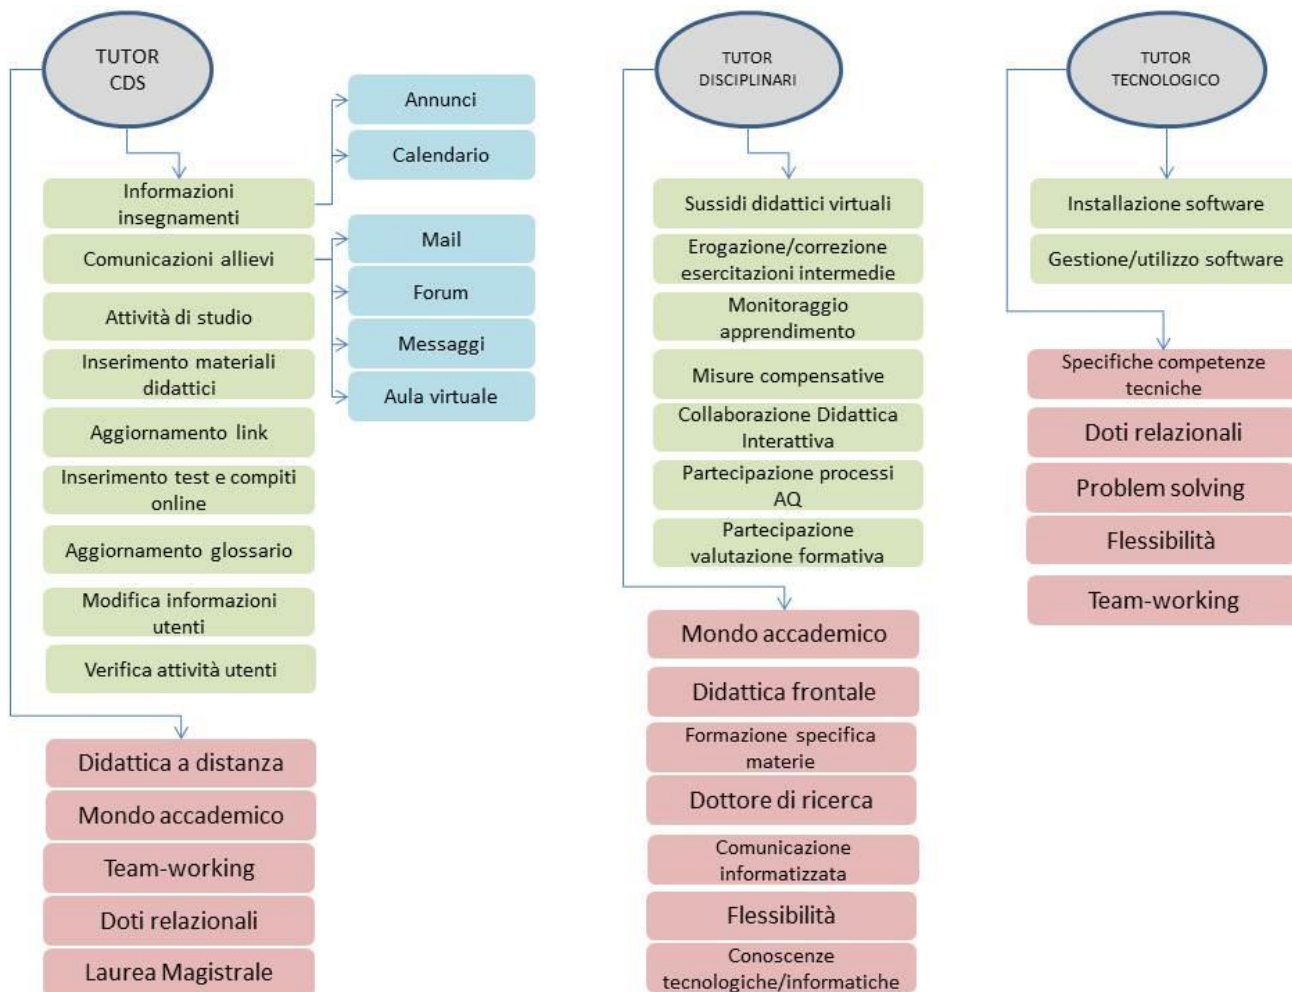 TUTOR
CDS
Annunci
Calendario
Informazioni
insegnamenti
Comunicazioni allievi
Mail
Forum
Messaggi
Aula virtuale
Attività di studio
Inserimento materiali
didattici
Aggiornamento link
Inserimento test e compiti
online
Aggiornamento glossario
Modifica informazioni
utenti
Verifica attività utenti
Didattica a distanza
Mondo accademico
Team-working
Doti relazionali
Laurea Magistrale
TUTOR
DISCIPLINARI
Sussidi didattici virtuali
Erogazione/correzione
esercitazioni intermedie
Monitoraggio
apprendimento
Misure compensative
Collaborazione Didattica
Interattiva
Partecipazione processi
AQ
Partecipazione
valutazione formativa
Mondo accademico
Didattica frontale
Formazione specifica
materie
Dottore di ricerca
Comunicazione
informatizzata
Flessibilità
Conoscenze
tecnologiche/informatiche
TUTOR
TECNOLOGICO
Installazione software
Gestione/utilizzo software
Specifiche competenze
tecniche
Doti relazionali
Problem solving
Flessibilità
Team-working